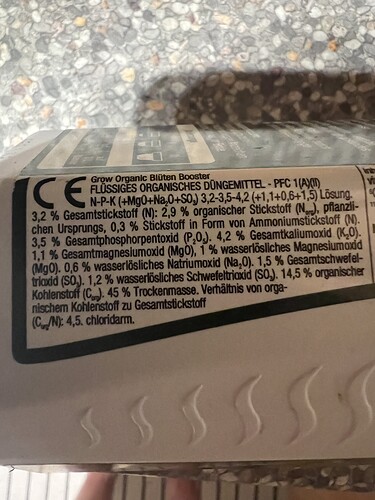 CE
Grow Organic Blüten Booster
FLÜSSIGES ORGANISCHES DÜNGEMITTEL - PFC 1(A)(II)
N-P-K (+MgO+Na₂O+SO₃) 3,2-3,5-4,2 (+1,1+0,6+1,5) Lösung.
3,2 % Gesamtstickstoff (N): 2,9 % organischer Stickstoff (Norg), pflanzli-
chen Ursprungs, 0,3 % Stickstoff in Form von Ammoniumstickstoff (N).
3,5 % Gesamtphosphorpentoxid (P₂O₅). 4,2 % Gesamtkaliumoxid (K₂O).
1,1 % Gesamtmagnesiumoxid (MgO), 1 % wasserlösliches Magnesiumoxid
(MgO). 0,6 % wasserlösliches Natriumoxid (Na₂O). 1,5 % Gesamtschwefel-
trioxid (SO₃). 1,2 % wasserlösliches Schwefeltrioxid (SO₃). 14,5 % organischer
Kohlenstoff (Corg). 45 % Trockenmasse. Verhältnis von orga-
nischem Kohlenstoff zu Gesamtstickstoff
(Corg/N): 4,5. chloridarm.